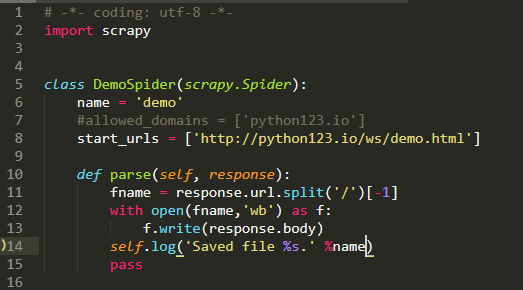 1 # -*- coding: utf-8 -*-
2 import scrapy
3
4
5 class DemoSpider(scrapy.Spider):
6     name = 'demo'
7     #allowed_domains = ['python123.io']
8     start_urls = ['http://python123.io/ws/demo.html']
9
10     def parse(self, response):
11         fname = response.url.split('/')[-1]
12         with open(fname,'wb') as f:
13             f.write(response.body)
14         self.log('Saved file %s.' %name)
15         pass
16